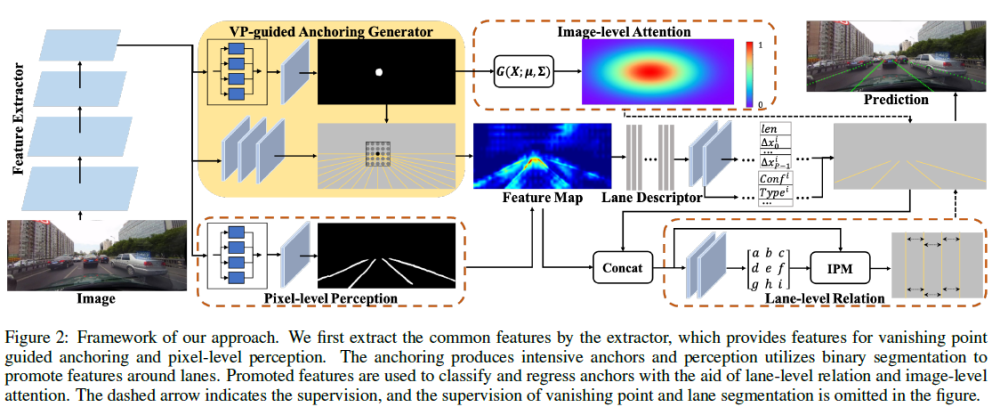 VP-guided Anchoring Generator
Image-level Attention
G(X; μ, Σ)
1
0
Prediction
Feature Extractor
Image
Feature Map
Lane Descriptor
len
Δx₀ⁱ
...
Δxᵢₚ₋₁
Confⁱ
Typeⁱ
...
Pixel-level Perception
Concat
a b c
d e f
g h i
IPM
Lane-level Relation
Figure 2: Framework of our approach. We first extract the common features by the extractor, which provides features for vanishing point
guided anchoring and pixel-level perception. The anchoring produces intensive anchors and perception utilizes binary segmentation to
promote features around lanes. Promoted features are used to classify and regress anchors with the aid of lane-level relation and image-level
attention. The dashed arrow indicates the supervision, and the supervision of vanishing point and lane segmentation is omitted in the figure.